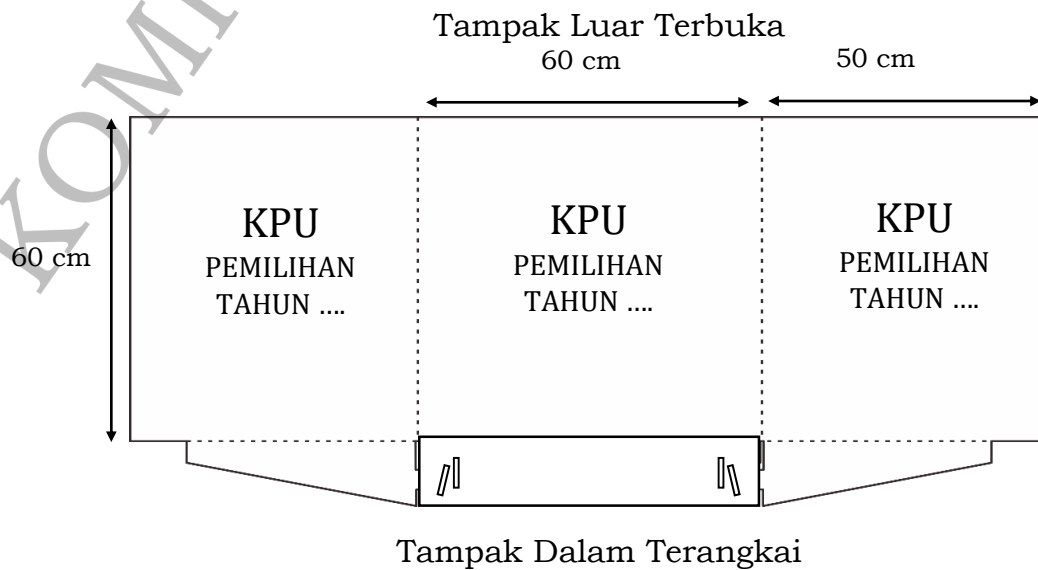 Tampak Luar Terbuka
60 cm
50 cm
60 cm
KPU
PEMILIHAN
TAHUN ....
KPU
PEMILIHAN
TAHUN ....
KPU
PEMILIHAN
TAHUN ....
Tampak Dalam Terangkai